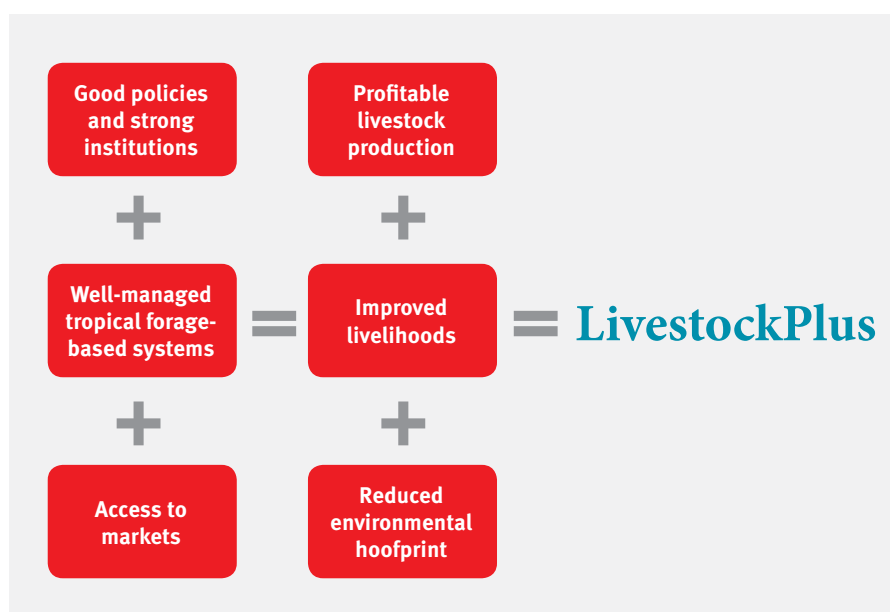 Good policies
and strong
institutions
+
Well-managed
tropical forage-
based systems
+
Access to
markets
=
Profitable
livestock
production
+
Improved
livelihoods
+
Reduced
environmental
hoofprint
=
LivestockPlus